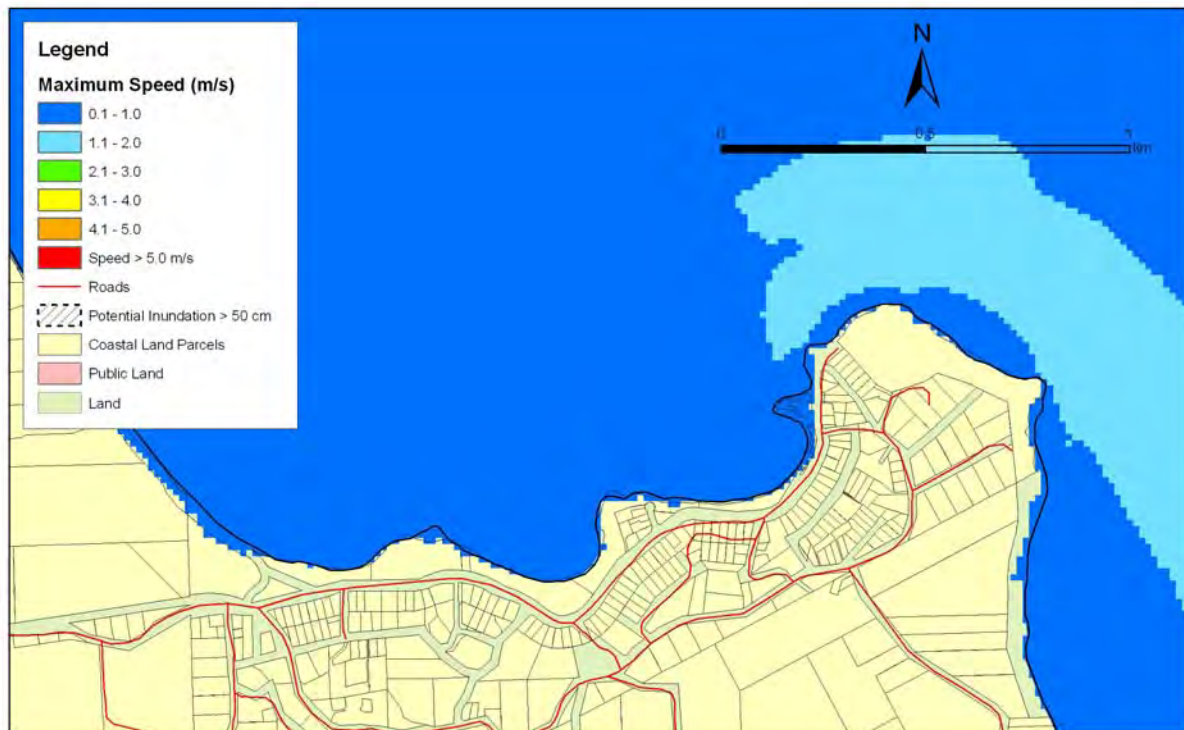 Legend
Maximum Speed (m/s)
0.1 - 1.0
1.1 - 2.0
2.1 - 3.0
3.1 - 4.0
4.1 - 5.0
Speed > 5.0 m/s
Roads
Potential Inundation > 50 cm
Coastal Land Parcels
Public Land
Land
N
0 0.5 1
Km